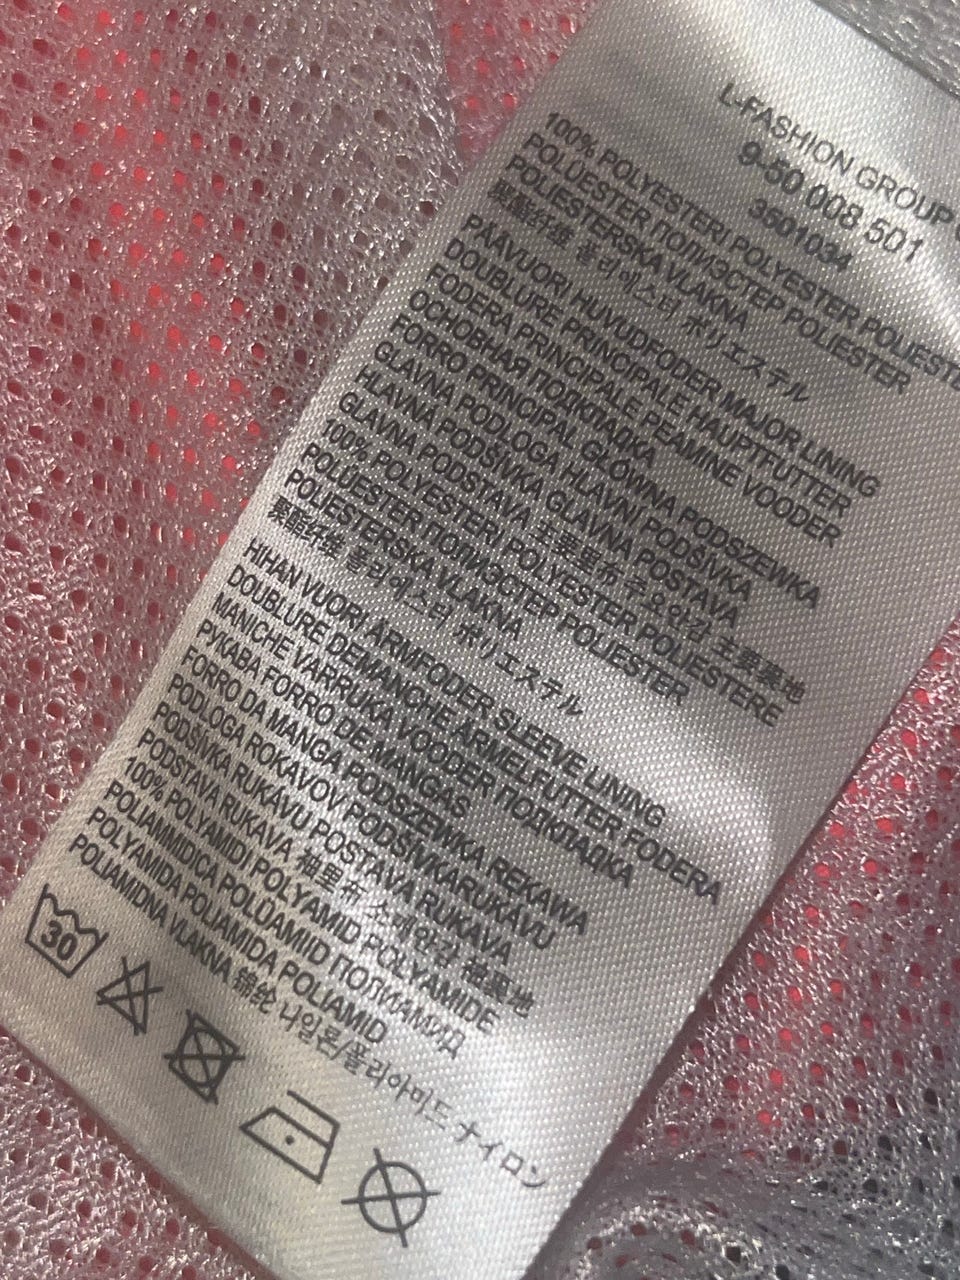 L-FASHION GROUP
9-50 008 501
3501034
100% POLYESTERI POLYESTER POLIESTE
POLÜESTER ПОЛИЭСТЕР POLIESTER
POLIESTERSKA VLAKNA
聚酯纤维 폴리에스터 ポリエステル
PÄÄVUORI HUVUDFODER MAJOR LINING
DOUBLURE PRINCIPALE HAUPTFUTTER
FODERA PRINCIPALE PEAMINE VOODER
ОСНОВНАЯ ПОДКЛАДКА
FORRO PRINCIPAL GŁÓWNA PODSZEWKA
GLAVNA PODLOGA HLAVNI PODŠIVKA
HLAVNÁ PODŠÍVKA GLAVNA POSTAVA
GLAVNA PODSTAVA 主要里布 주요안감 主要裏地
100% POLYESTERI POLYESTER POLIESTERE
POLÜESTER ПОЛИЭСТЕР POLIESTER
POLIESTERSKA VLAKNA
聚酯纤维 폴리에스터 ポリエステル
HIHAN VUORI ÄRMFODER SLEEVE LINING
DOUBLURE DEMANCHE ÄRMELFUTTER FODERA
MANICHE VARRUKA VOODER ПОДКЛАДКА
РУКАВА FORRO DE MANGAS
FORRO DA MANGA PODSZEWKA REKAWA
PODLOGA ROKAVOV PODŠIVKARUKÁVU
PODŠÍVKA RUKÁVU POSTAVA RUKAVA
PODSTAVA RUKAVA 袖里布 소매안감 袖裏地
100% POLYAMIDI POLYAMID POLYAMIDE
POLIAMMIDICA POLÜAMIID ПОЛИАМИД
POLYAMIDA POLIAMIDA POLIAMID
POLIAMIDNA VLAKNA 锦纶 나일론/폴리아미드 ナイロン
30